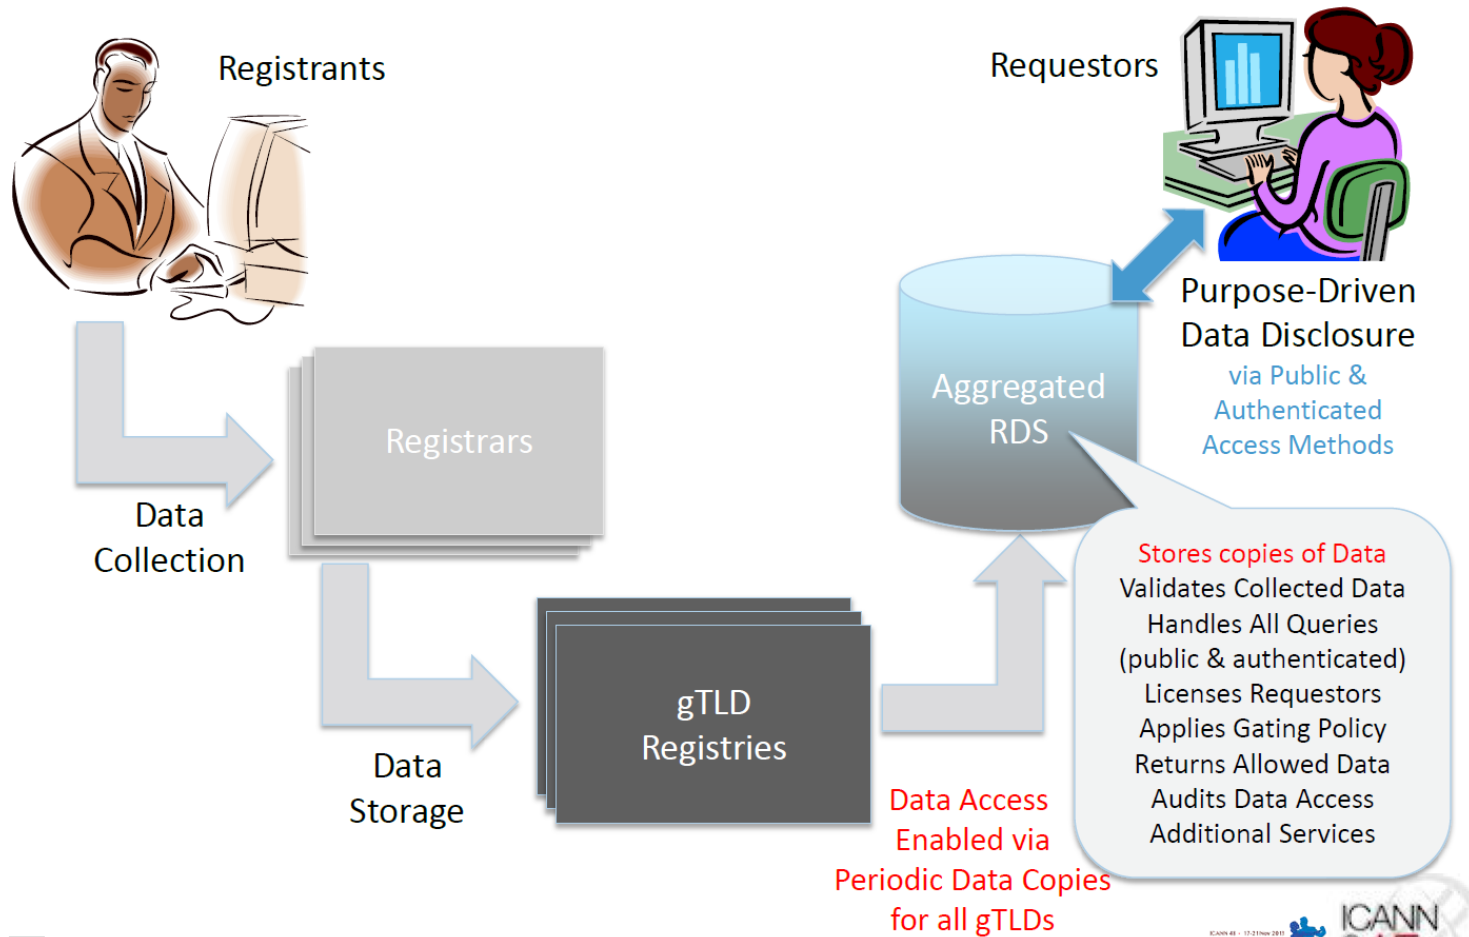 Registrants
Requestors
Purpose-Driven
Data Disclosure
via Public &
Authenticated
Access Methods
Aggregated
RDS
Registrars
Data
Collection
Stores copies of Data
Validates Collected Data
Handles All Queries
(public & authenticated)
Licenses Requestors
Applies Gating Policy
Returns Allowed Data
Audits Data Access
Additional Services
gTLD
Registries
Data
Storage
Data Access
Enabled via
Periodic Data Copies
for all gTLDs
ICANN